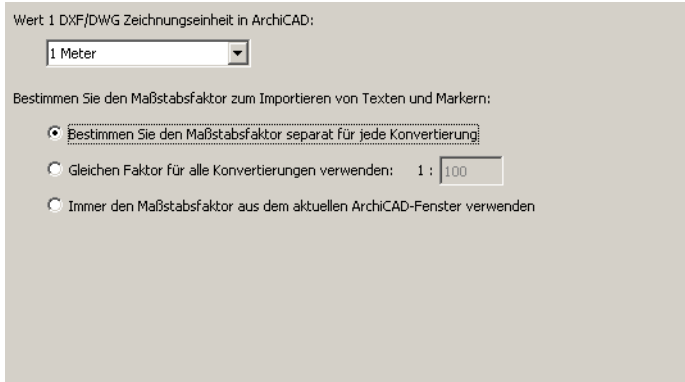 Wert 1 DXF/DWG Zeichnungseinheit in ArchiCAD:
1 Meter
Bestimmen Sie den Maßstabsfaktor zum Importieren von Texten und Markern:
Bestimmen Sie den Maßstabsfaktor separat für jede Konvertierung
Gleichen Faktor für alle Konvertierungen verwenden: 1 : 100
Immer den Maßstabsfaktor aus dem aktuellen ArchiCAD-Fenster verwenden